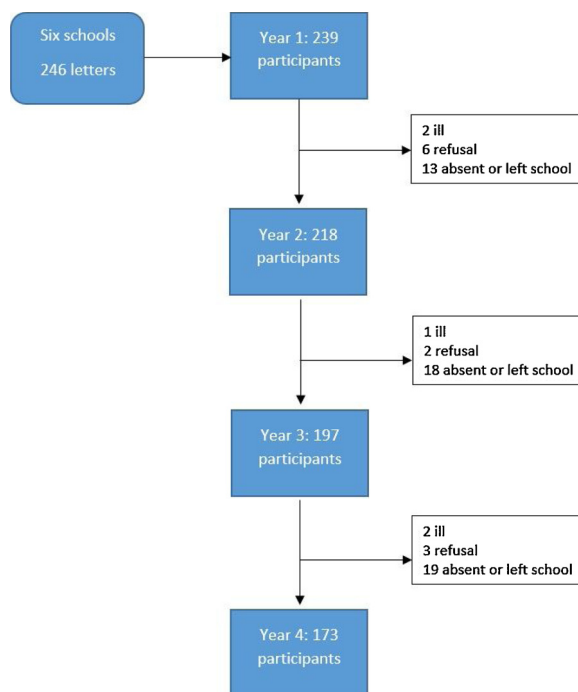 Six schools
246 letters
Year 1: 239
participants
2 ill
6 refusal
13 absent or left school
Year 2: 218
participants
1 ill
2 refusal
18 absent or left school
Year 3: 197
participants
2 ill
3 refusal
19 absent or left school
Year 4: 173
participants